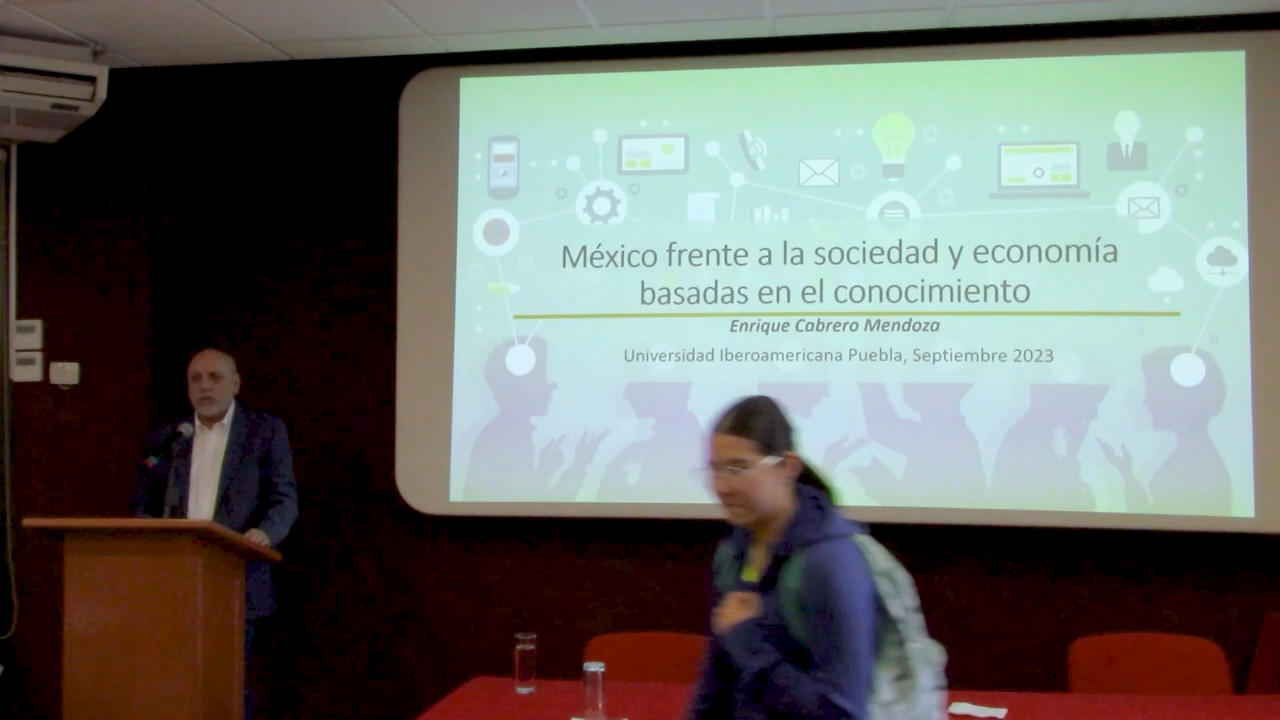 México frente a la sociedad y economía
basadas en el conocimiento
Enrique Cabrero Mendoza
Universidad Iberoamericana Puebla, Septiembre 2023